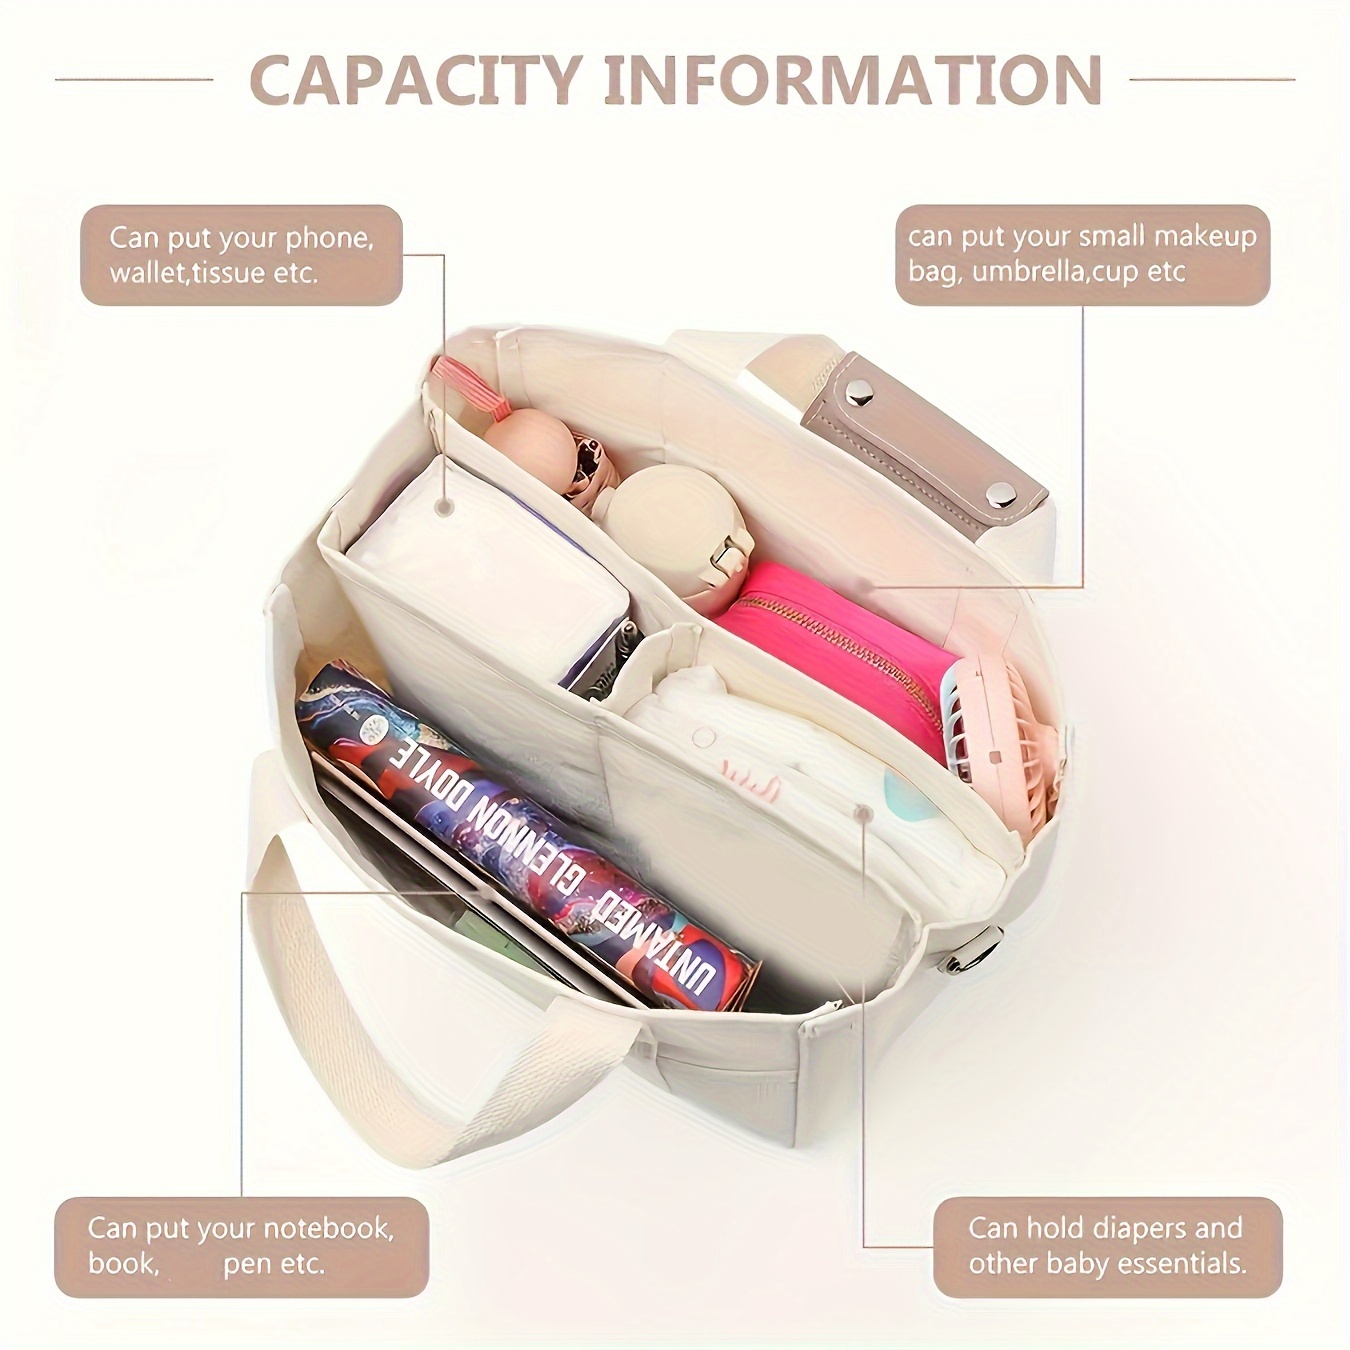 CAPACITY INFORMATION
Can put your phone,
wallet,tissue etc.
can put your small makeup
bag, umbrella,cup etc
UNTAMED GLENNON DOYLE
Can put your notebook,
book, pen etc.
Can hold diapers and
other baby essentials.